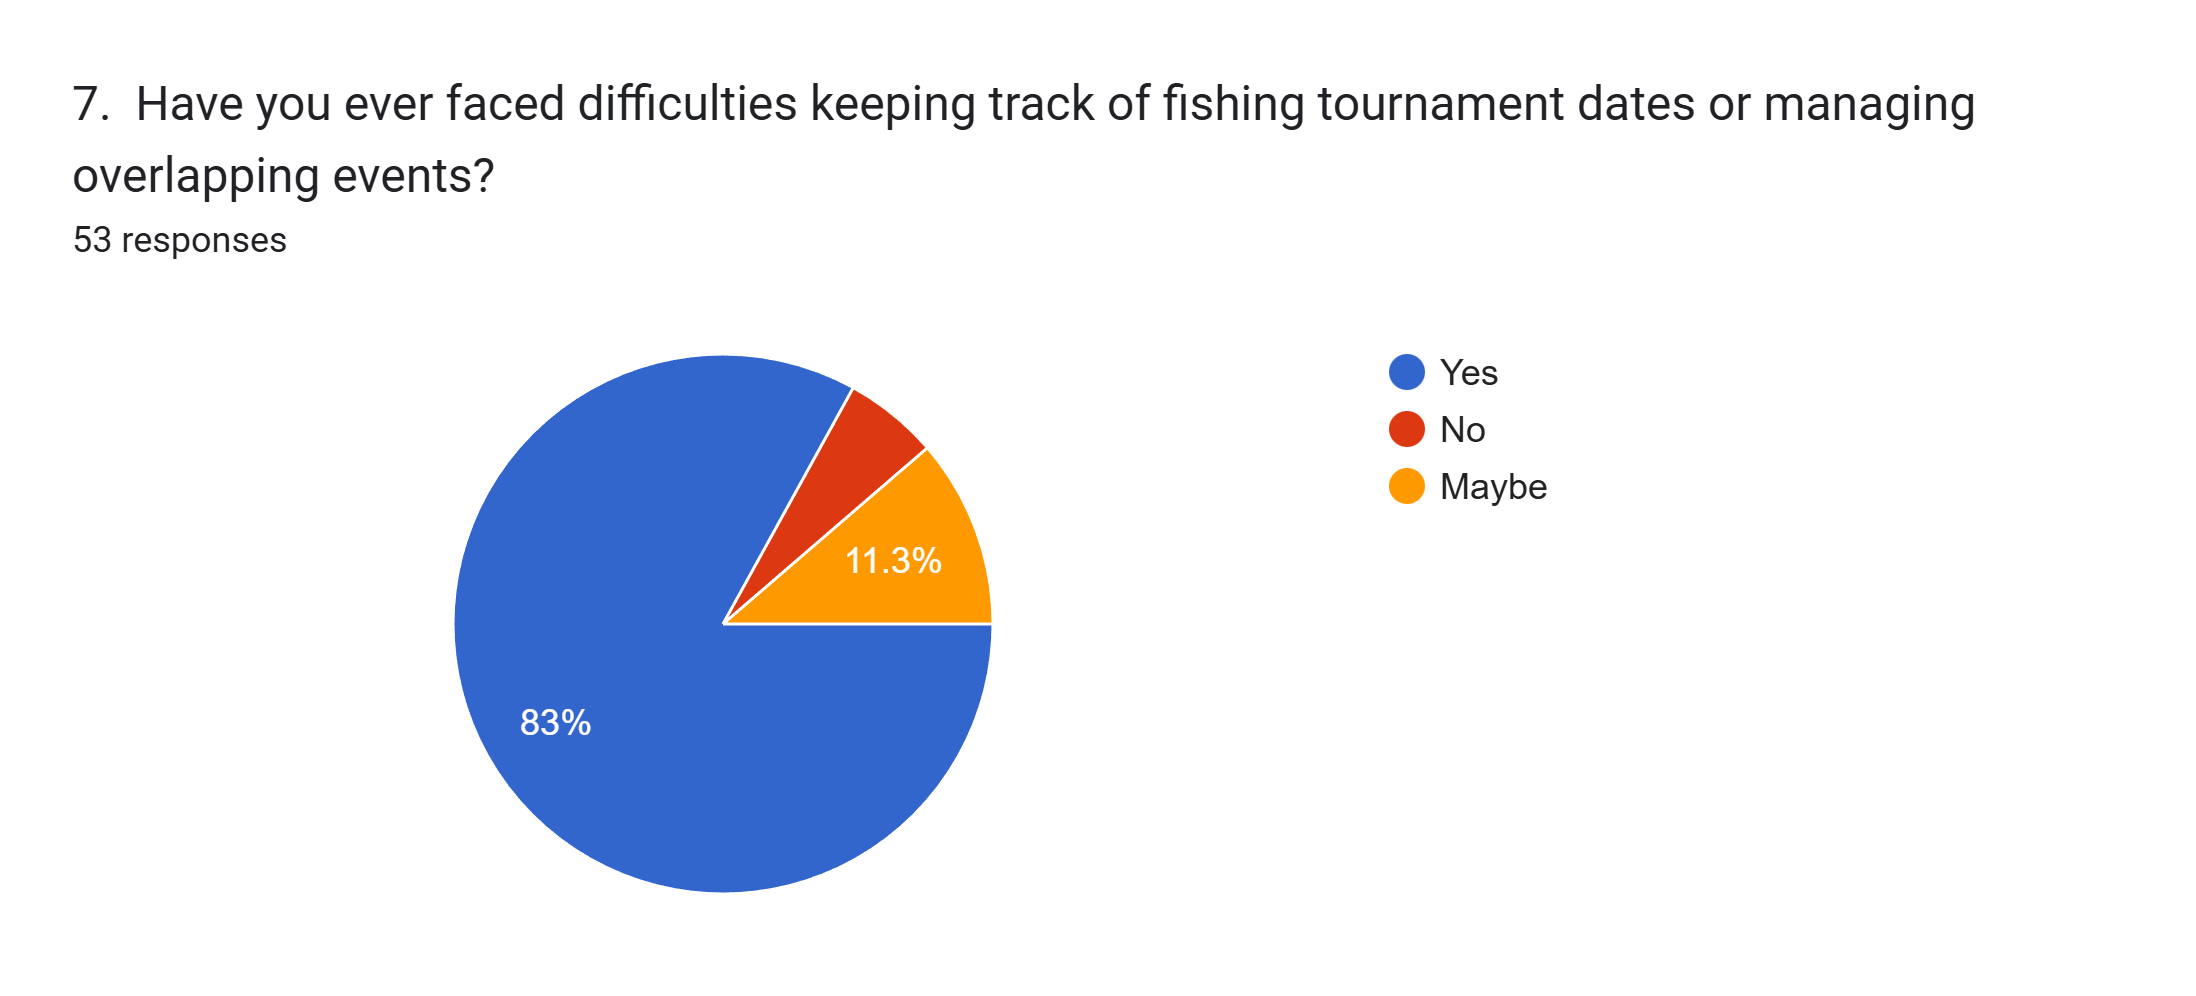 7.  Have you ever faced difficulties keeping track of fishing tournament dates or managing
overlapping events?
53 responses
Yes
No
Maybe
11.3%
83%